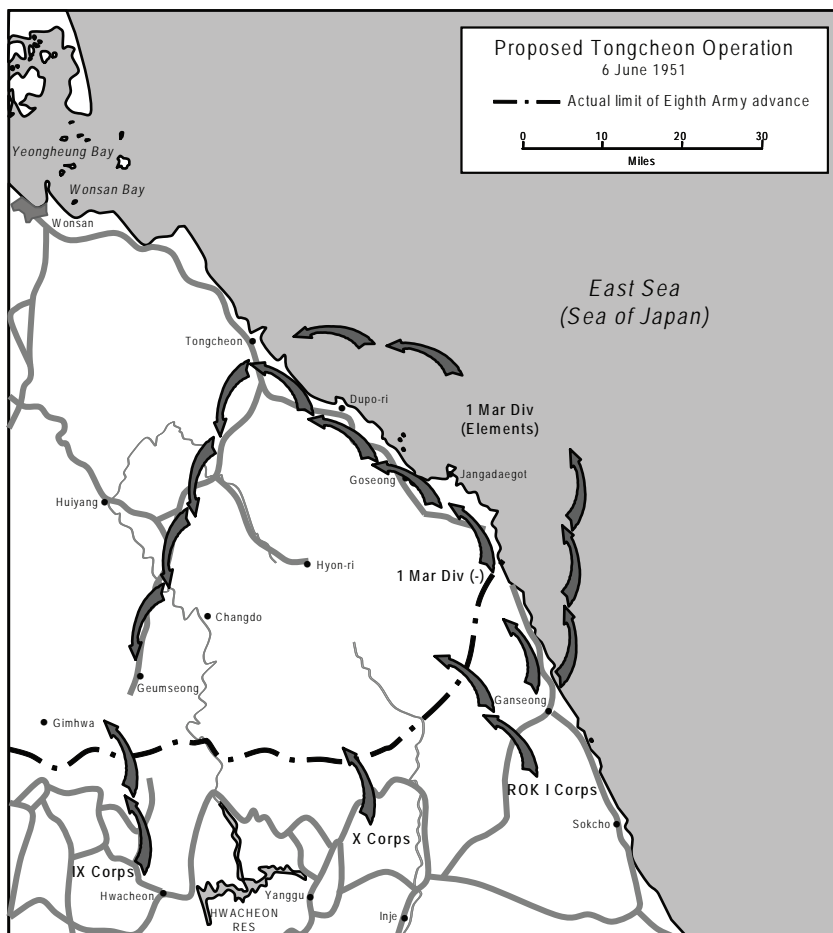 Proposed Tongcheon Operation
6 June 1951
Actual limit of Eighth Army advance
0 10 20 30
Miles
Yeongheung Bay
Wonsan Bay
Wonsan
East Sea
(Sea of Japan)
Tongcheon
Dupo-ri
1 Mar Div
(Elements)
Goseong
Jangadaegot
Huiyang
Hyon-ri
1 Mar Div (-)
Changdo
Geumseong
Ganseong
Gimhwa
ROK I Corps
Sokcho
X Corps
IX Corps
Hwacheon
Yanggu
HWACHEON
RES
Inje